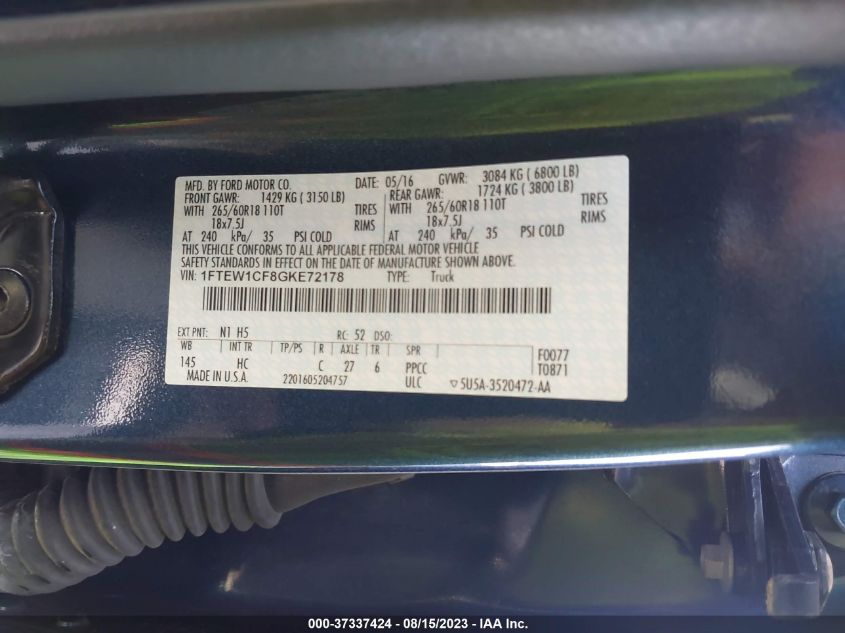 MFD. BY FORD MOTOR CO. DATE: 05/16 GVWR: 3084 KG ( 6800 LB)
FRONT GAWR: 1429 KG ( 3150 LB) REAR GAWR: 1724 KG ( 3800 LB)
WITH 265/60R18 110T TIRES WITH 265/60R18 110T TIRES
18x7.5J RIMS 18x7.5J RIMS
AT 240 kPa/ 35 PSI COLD AT 240 kPa/ 35 PSI COLD
THIS VEHICLE CONFORMS TO ALL APPLICABLE FEDERAL MOTOR VEHICLE
SAFETY STANDARDS IN EFFECT ON THE DATE OF MANUFACTURE SHOWN ABOVE.
VIN: 1FTEW1CF8GKE72178 TYPE: Truck
EXT PNT: N1 H5 RC: 52 DSO:
WB INT TR TP/PS R AXLE TR SPR F0077
145 HC C 27 6 PPCC T0871
MADE IN U.S.A. 2201605204757 ULC ▽5U5A-3520472-AA
000-37337424 - 08/15/2023 - IAA Inc.